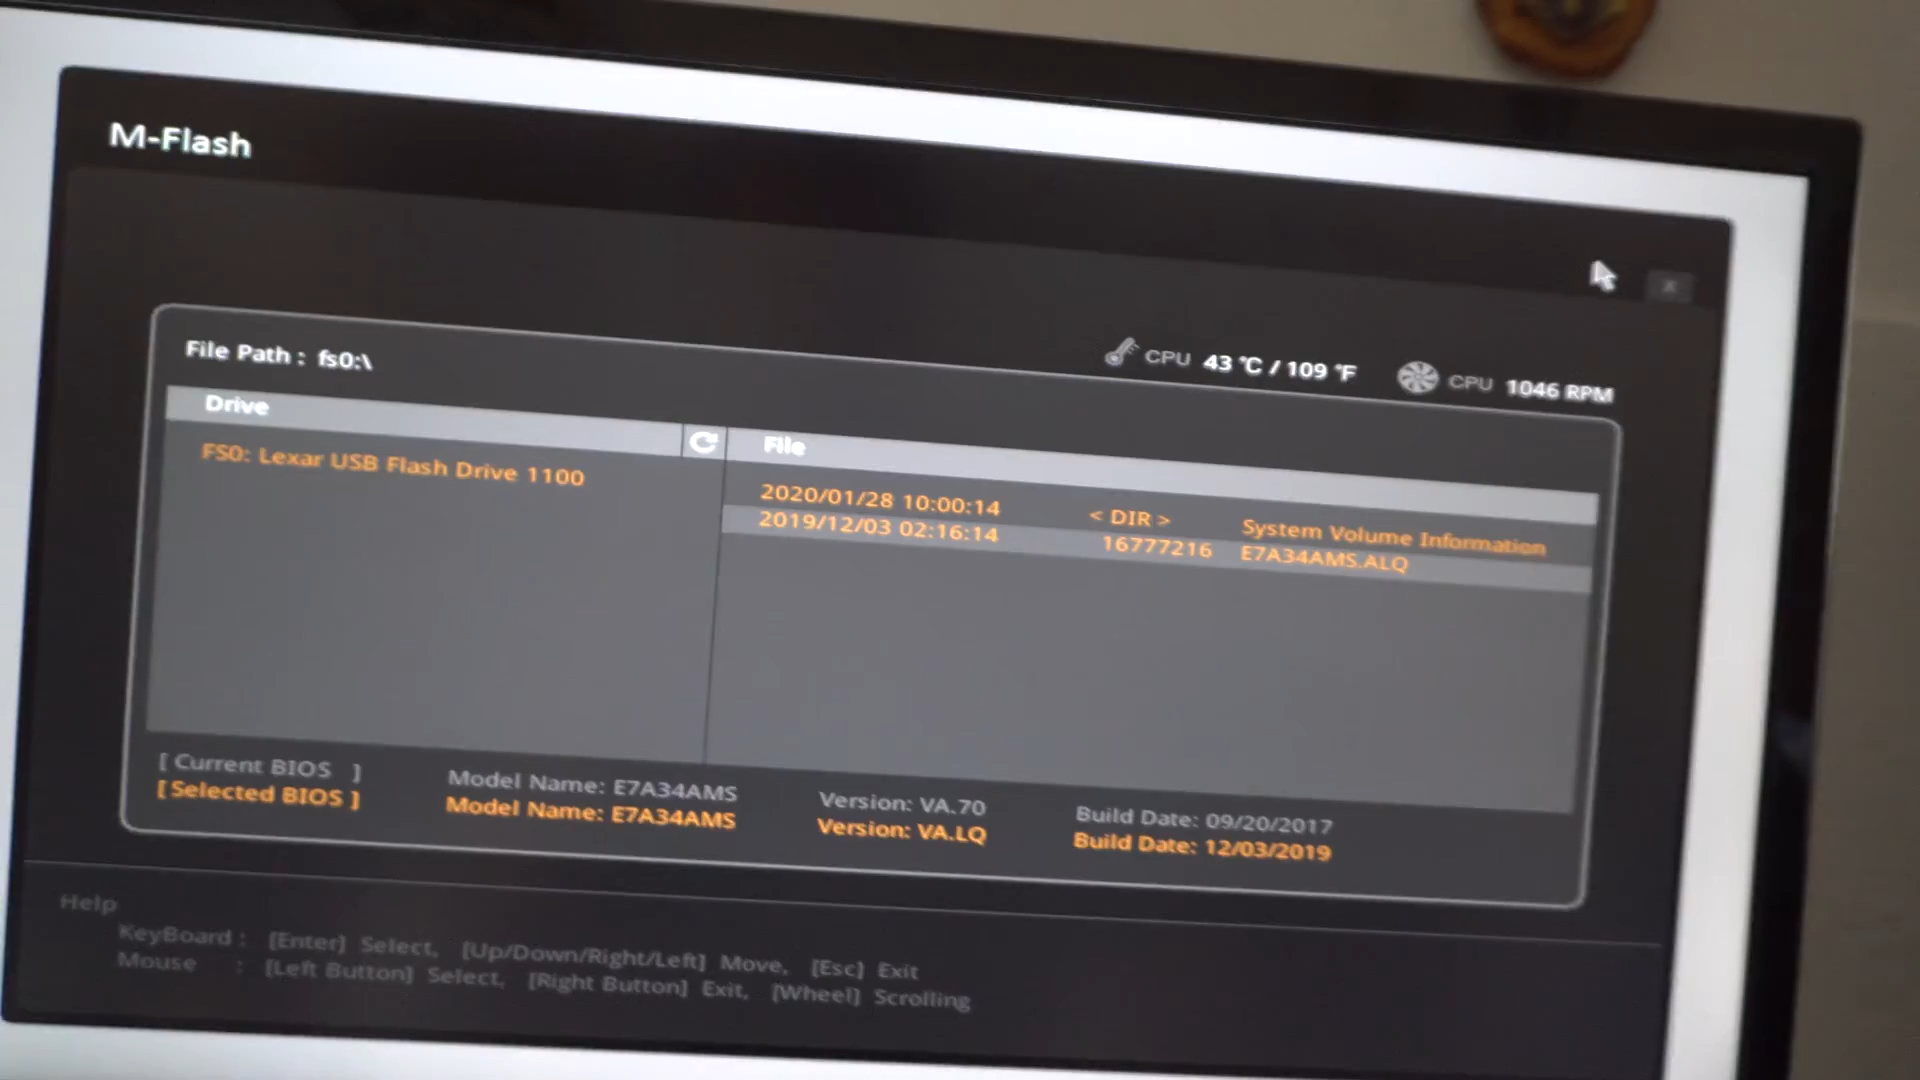 M-Flash
x
CPU 43 °C / 109 °F
CPU 1046 RPM
File Path : fs0:\
Drive
File
FS0: Lexar USB Flash Drive 1100
2020/01/28 10:00:14 < DIR > System Volume Information
2019/12/03 02:16:14 16777216 E7A34AMS.ALQ
[ Current BIOS ] Model Name: E7A34AMS Version: VA.70 Build Date: 09/20/2017
[ Selected BIOS ] Model Name: E7A34AMS Version: VA.LQ Build Date: 12/03/2019
Help
KeyBoard : [Enter] Select, [Up/Down/Right/Left] Move, [Esc] Exit
Mouse : [Left Button] Select, [Right Button] Exit, [Wheel] Scrolling